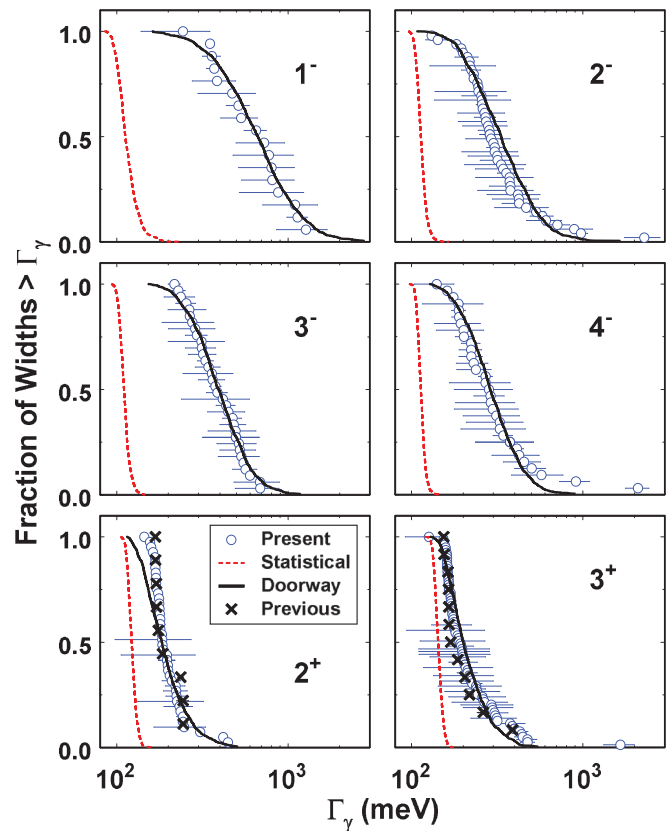 1.0
0.5
0.0
1-
2-
1.0
0.5
0.0
3-
4-
1.0
0.5
0.0
Present
Statistical
Doorway
Previous
2+
3+
10² 10³ 10² 10³
Fraction of Widths > Γγ
Γγ (meV)